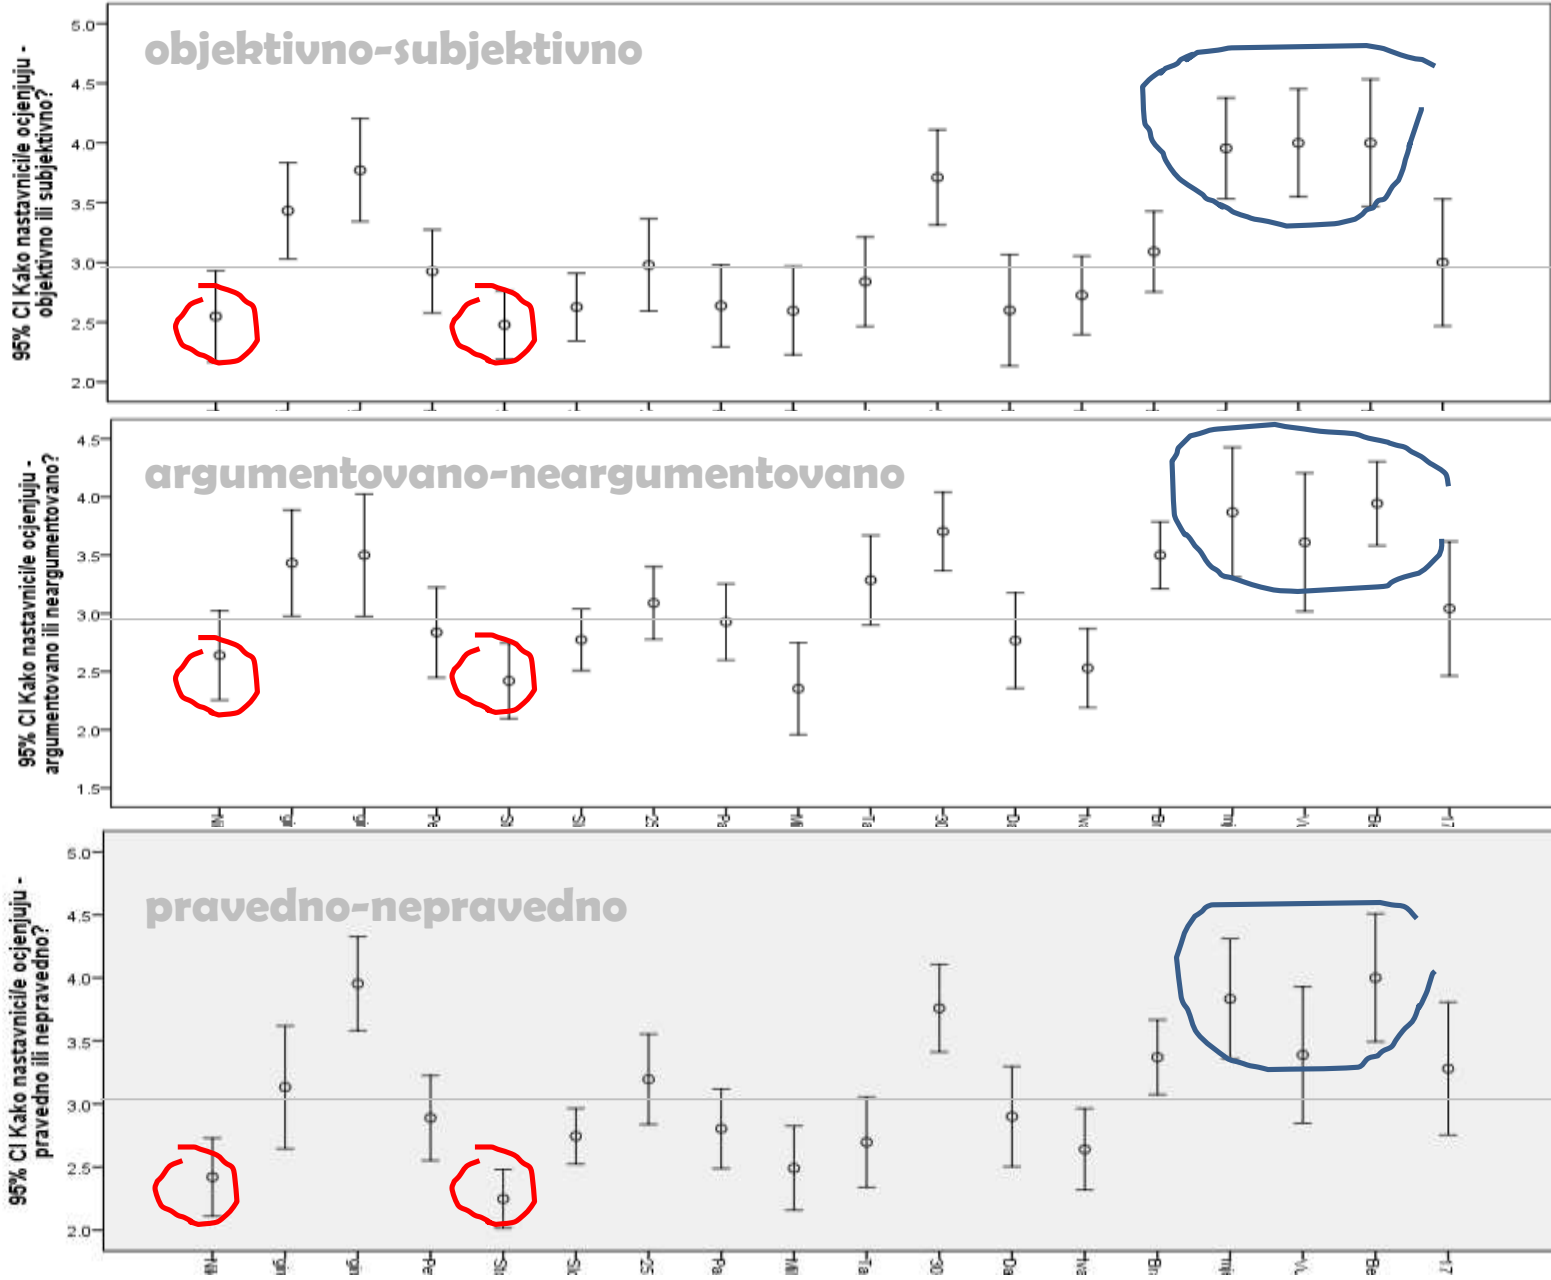 objektivno-subjektivno
95% CI Kako nastavnici/e ocjenjuju -
objektivno ili subjektivno?
5.0
4.5
4.0
3.5
3.0
2.5
2.0
argumentovano-neargumentovano
95% CI Kako nastavnici/e ocjenjuju -
argumentovano ili neargumentovano?
4.5
4.0
3.5
3.0
2.5
2.0
1.5
pravedno-nepravedno
95% CI Kako nastavnici/e ocjenjuju -
pravedno ili nepravedno?
5.0
4.5
4.0
3.5
3.0
2.5
2.0